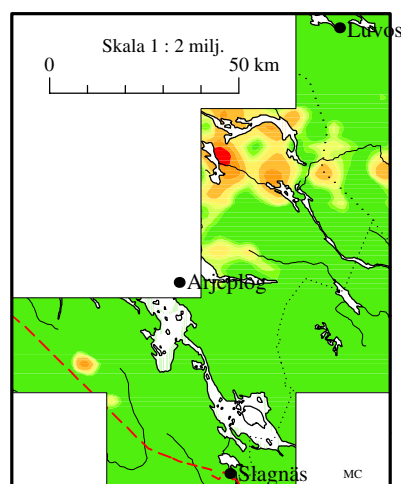 Luvos
Skala 1 : 2 milj.
0 50 km
Arjeplog
Slagnäs
MC